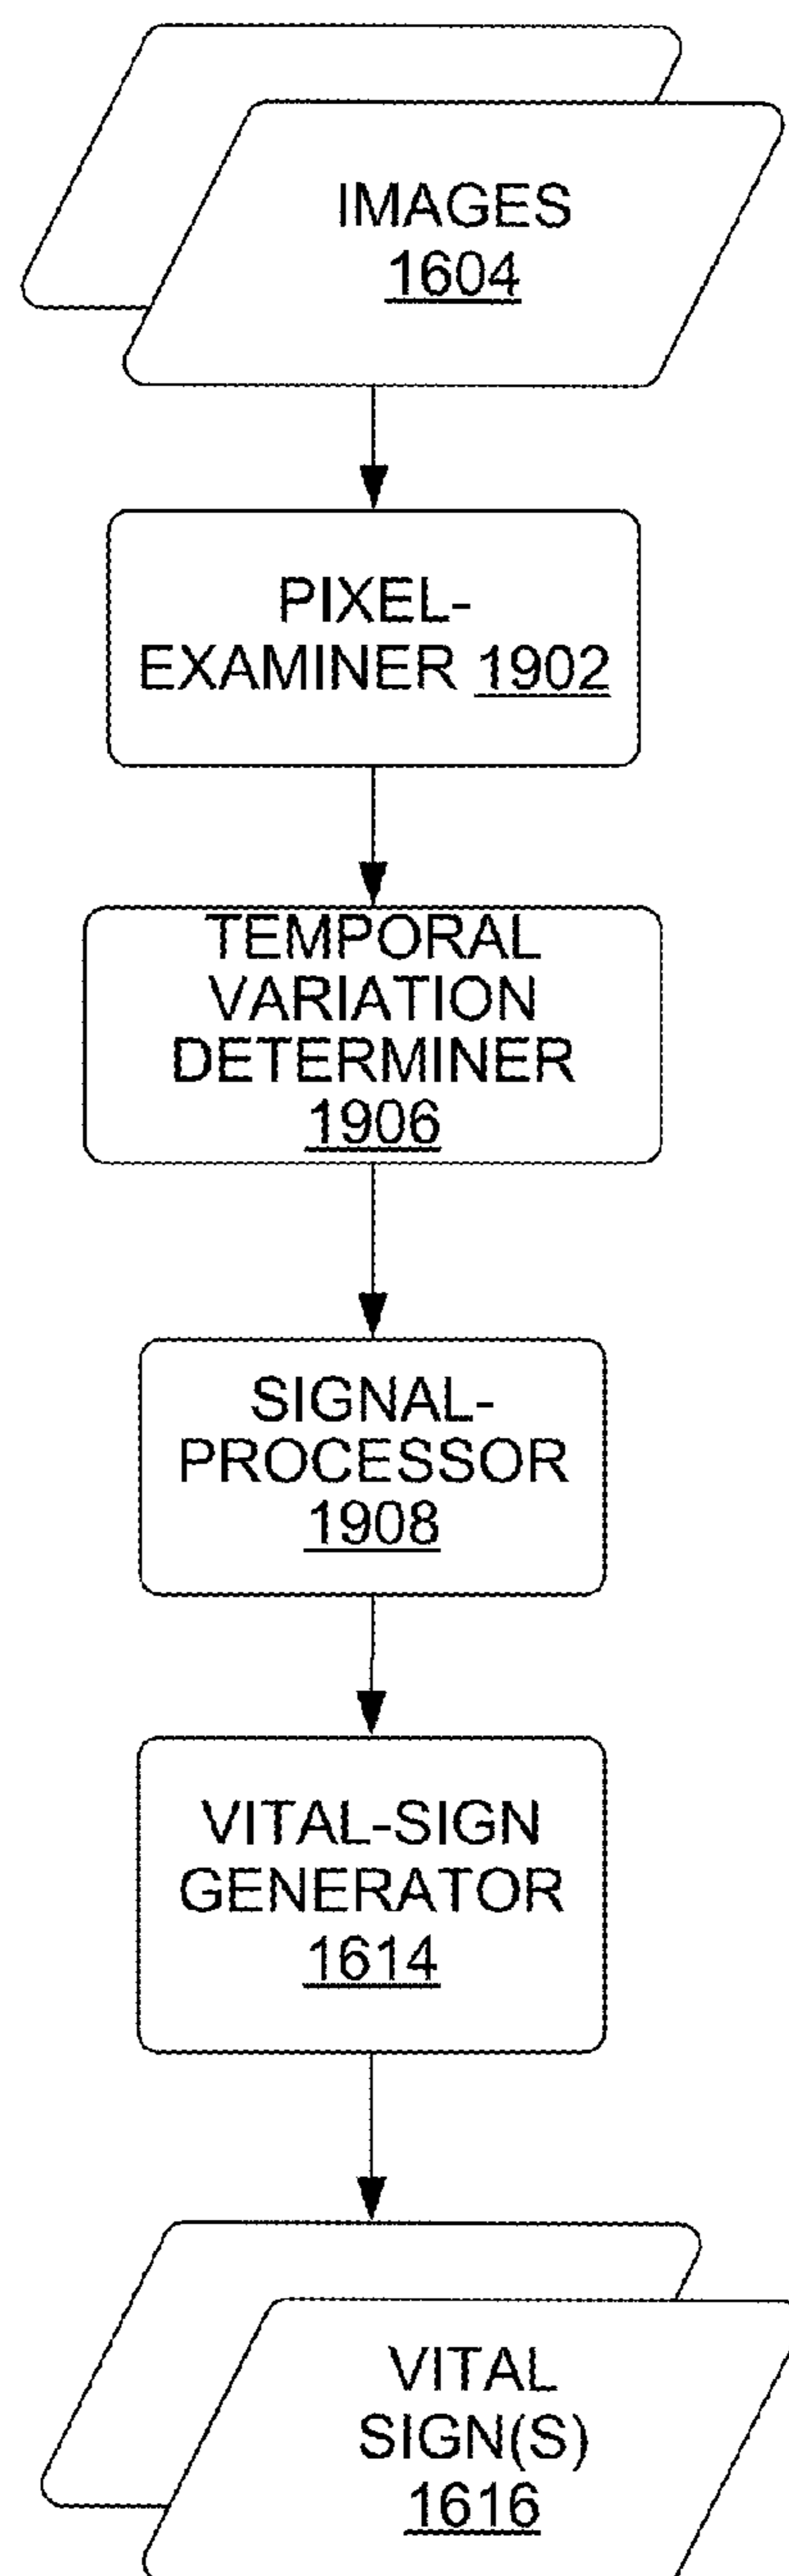 IMAGES
1604
PIXEL-
EXAMINER 1902
TEMPORAL
VARIATION
DETERMINER
1906
SIGNAL-
PROCESSOR
1908
VITAL-SIGN
GENERATOR
1614
VITAL
SIGN(S)
1616